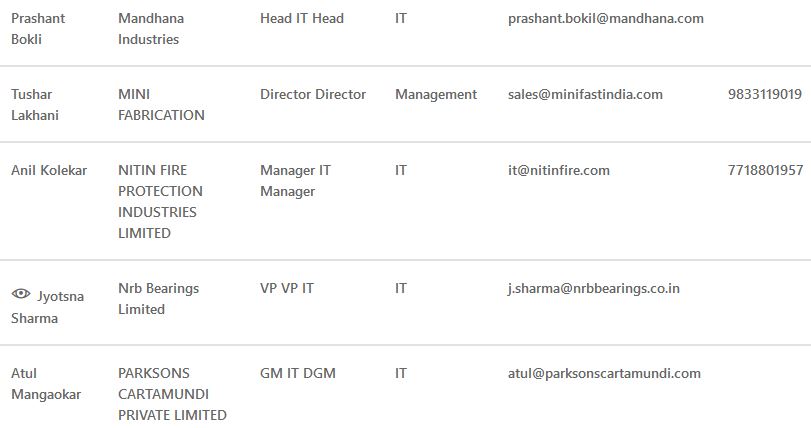 Prashant Mandhana Head IT Head IT prashant.bokil@mandhana.com
Bokli Industries
Tushar MINI Director Director Management sales@minifastindia.com 9833119019
Lakhani FABRICATION
Anil Kolekar NITIN FIRE Manager IT IT it@nitinfire.com 7718801957
PROTECTION Manager
INDUSTRIES
LIMITED
Jyotsna Nrb Bearings VP VP IT IT j.sharma@nrbbearings.co.in
Sharma Limited
Atul PARKSONS GM IT DGM IT atul@parksonscartamundi.com
Mangaokar CARTAMUNDI
PRIVATE LIMITED